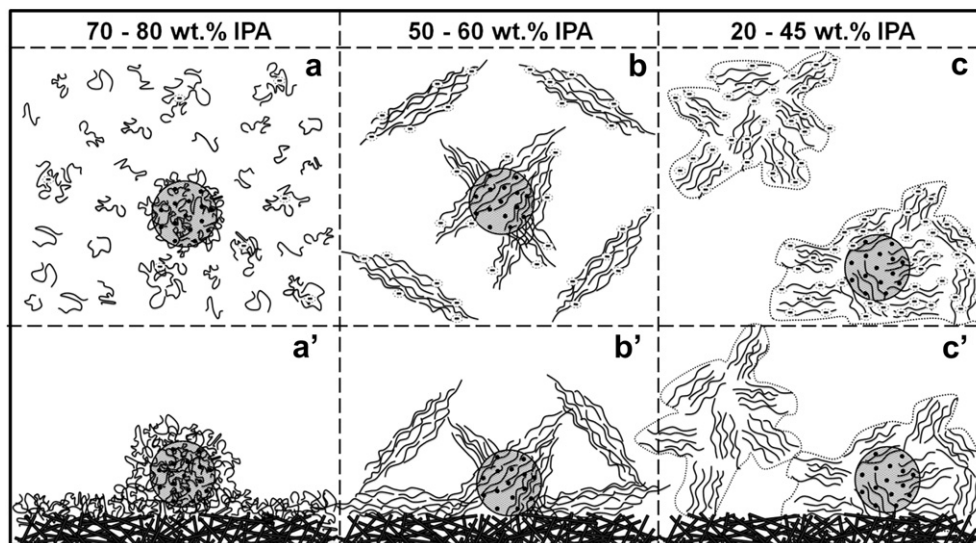 70 - 80 wt.% IPA
50 - 60 wt.% IPA
20 - 45 wt.% IPA
a
b
c
a’
b’
c’